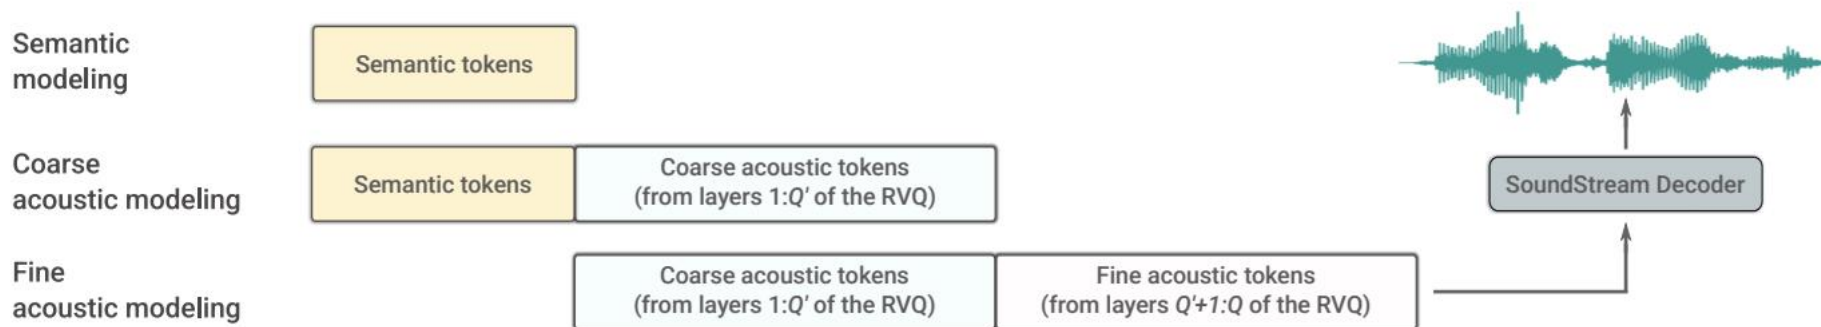 Semantic
modeling
Semantic tokens
Coarse
acoustic modeling
Semantic tokens
Coarse acoustic tokens
(from layers 1:Q' of the RVQ)
SoundStream Decoder
Fine
acoustic modeling
Coarse acoustic tokens
(from layers 1:Q' of the RVQ)
Fine acoustic tokens
(from layers Q'+1:Q of the RVQ)